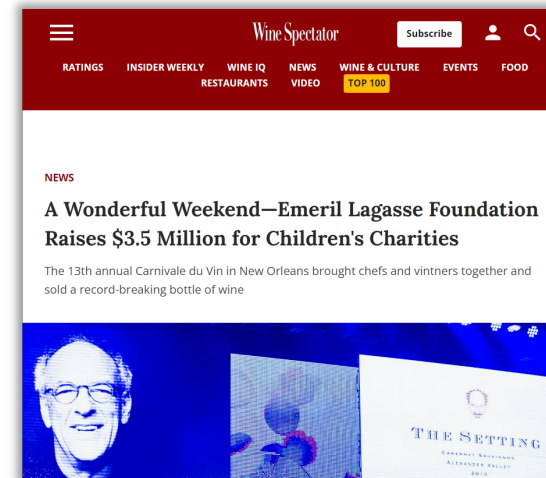 Wine Spectator
Subscribe
RATINGS INSIDER WEEKLY WINE IQ NEWS WINE & CULTURE EVENTS FOOD
RESTAURANTS VIDEO TOP 100
NEWS
A Wonderful Weekend—Emeril Lagasse Foundation
Raises $3.5 Million for Children's Charities
The 13th annual Carnivale du Vin in New Orleans brought chefs and vintners together and
sold a record-breaking bottle of wine
THE SETTING
CABERNET SAUVIGNON
ALEXANDER VALLEY
2015